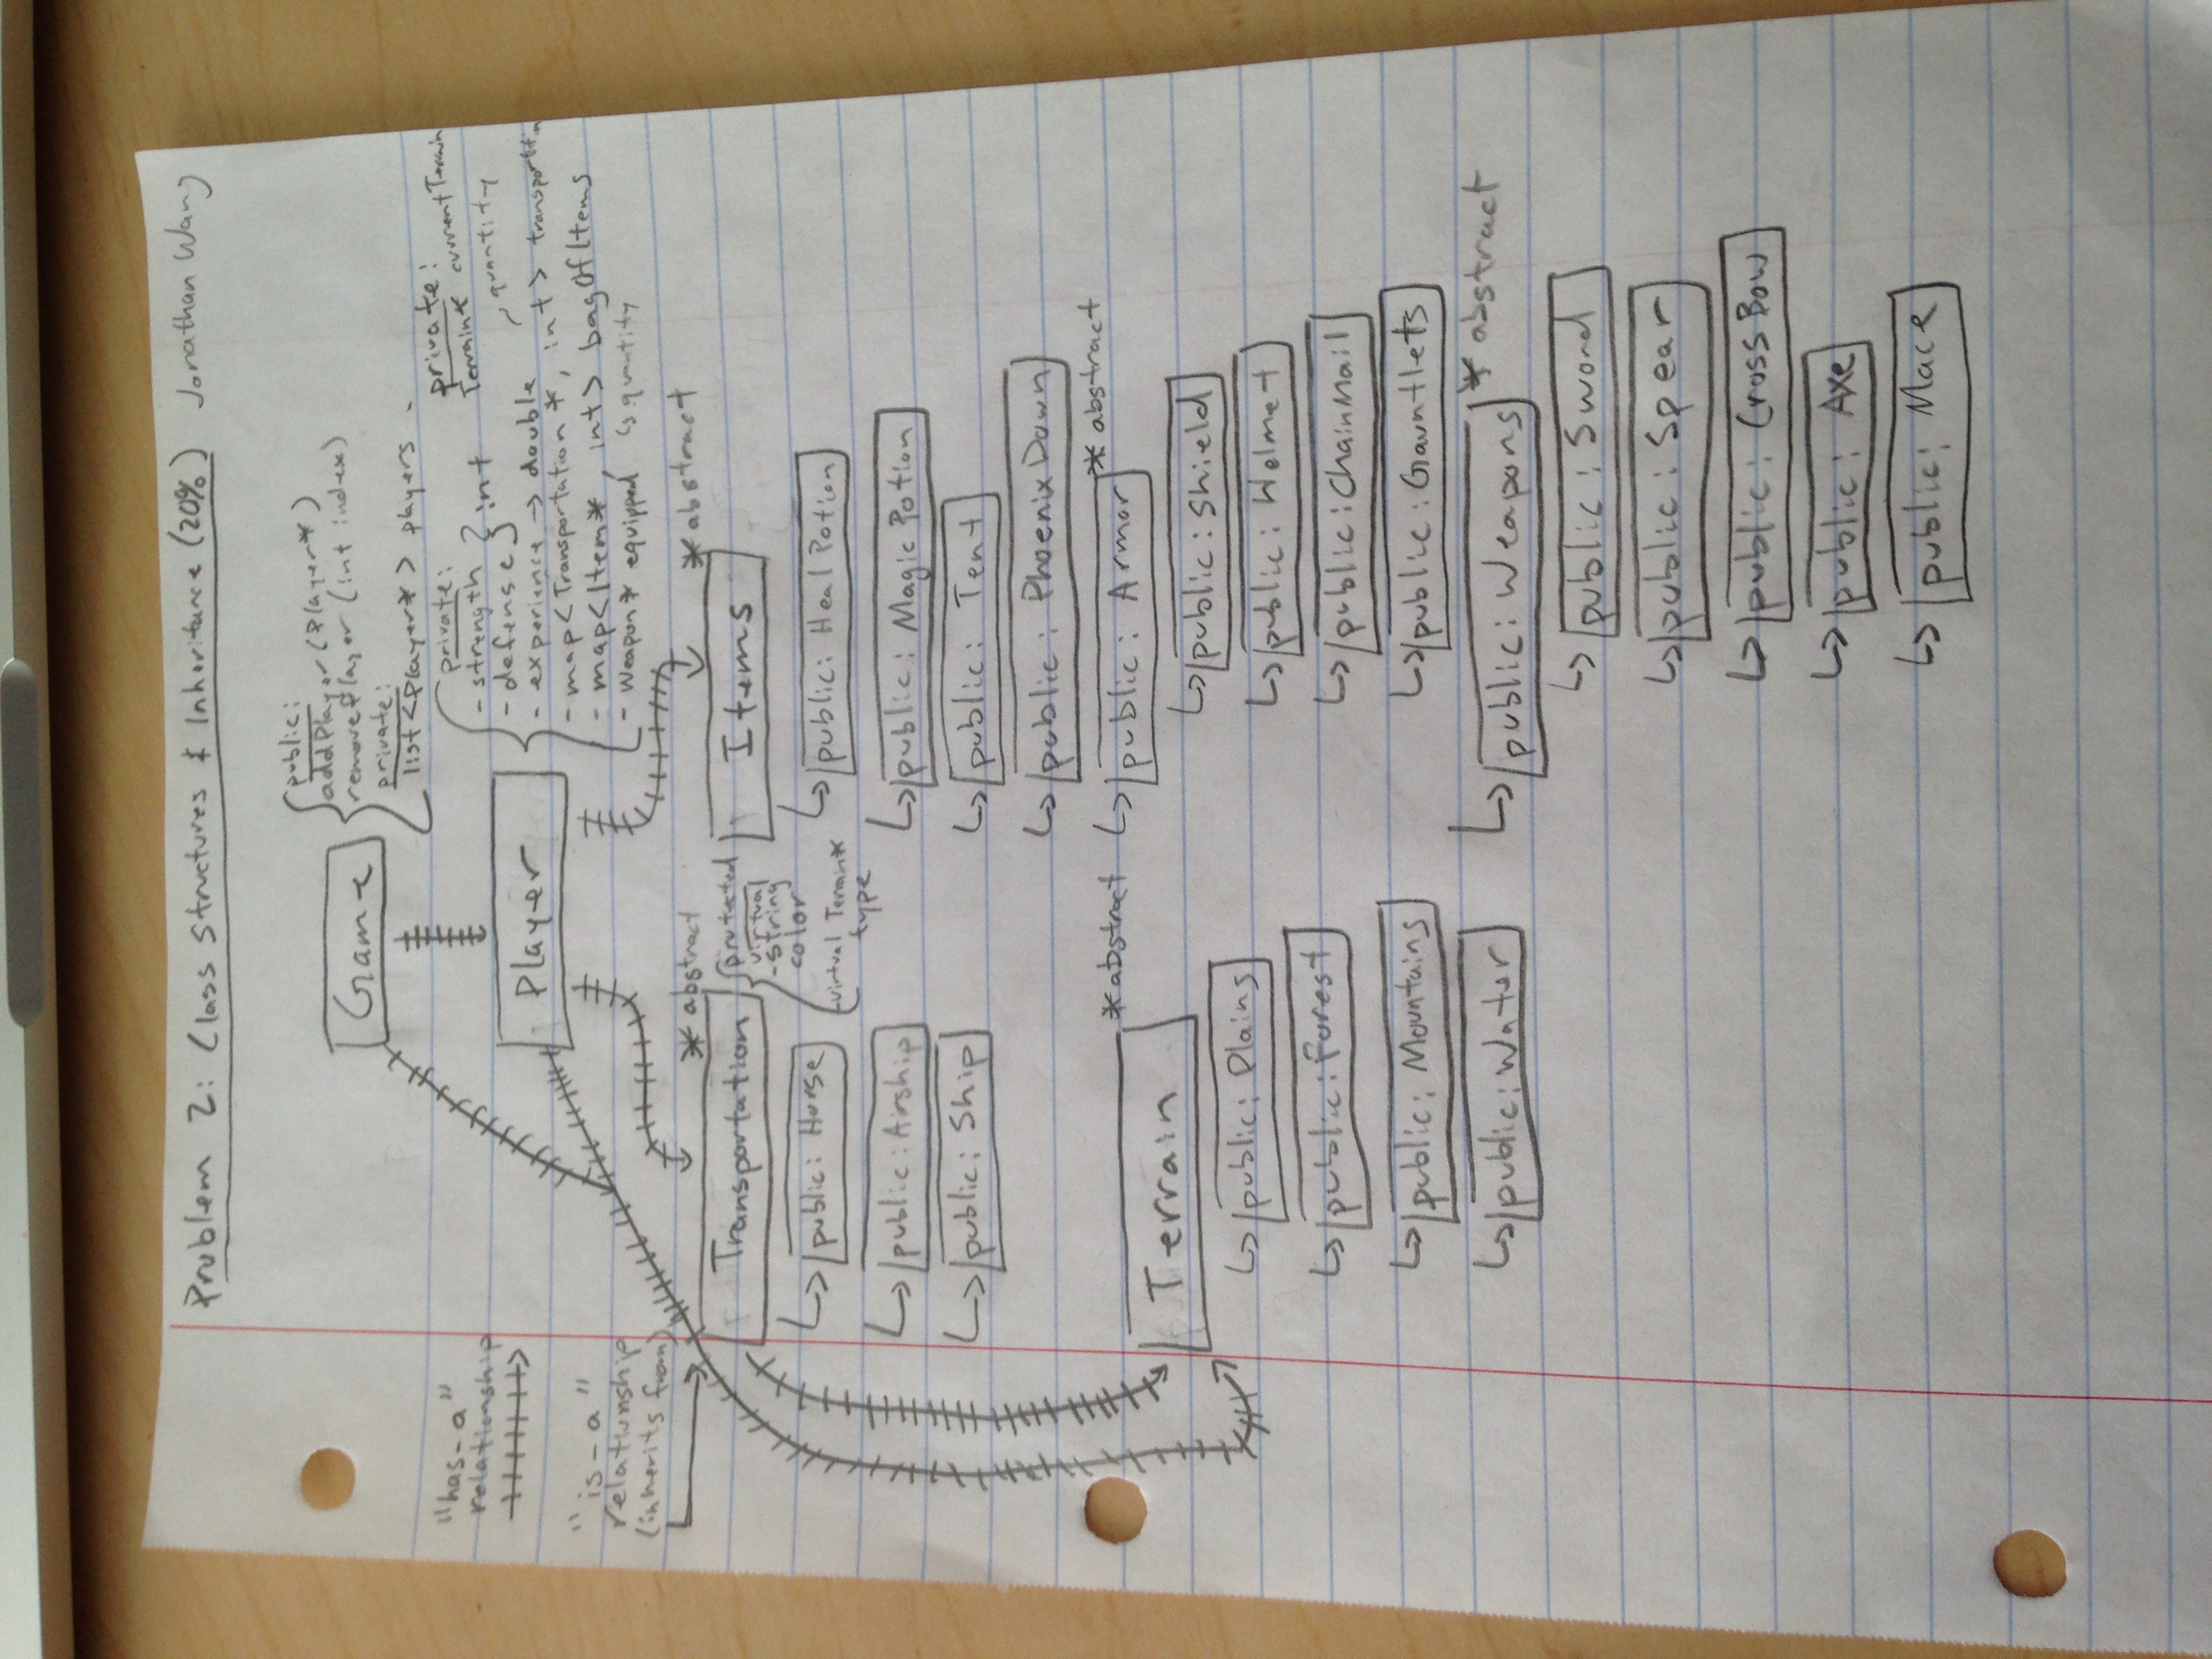 Problem 2: Class Structures & Inheritance (20%) Jonathan Wang
Game
public:
addPlayer (Player*)
removePlayer (int index)
private:
list<Player*> players
"has-a"
relationship
"is-a"
relationship
(inherits from)
Player
private:
- strength
- defense } int
- experience → double
- map<Transportation*, int> transportation
quantity
- map<Item*, int> bagOfItems
- Weapon* equipped ↳ quantity
private:
Terrain* currentTerrain
* abstract
Transportation
protected
virtual
- string
color
- virtual Terrain*
type
↳ public: Horse
↳ public: Airship
↳ public: Ship
* abstract
Items
↳ public: Heal Potion
↳ public: Magic Potion
↳ public: Tent
↳ public: Phoenix Down
↳ public: Armor * abstract
↳ public: Shield
↳ public: Helmet
↳ public: ChainMail
↳ public: Gauntlets
↳ public: Weapons * abstract
↳ public: Sword
↳ public: Spear
↳ public: Cross Bow
↳ public: Axe
↳ public: Mace
* abstract
Terrain
↳ public: Plains
↳ public: Forest
↳ public: Mountains
↳ public: Water